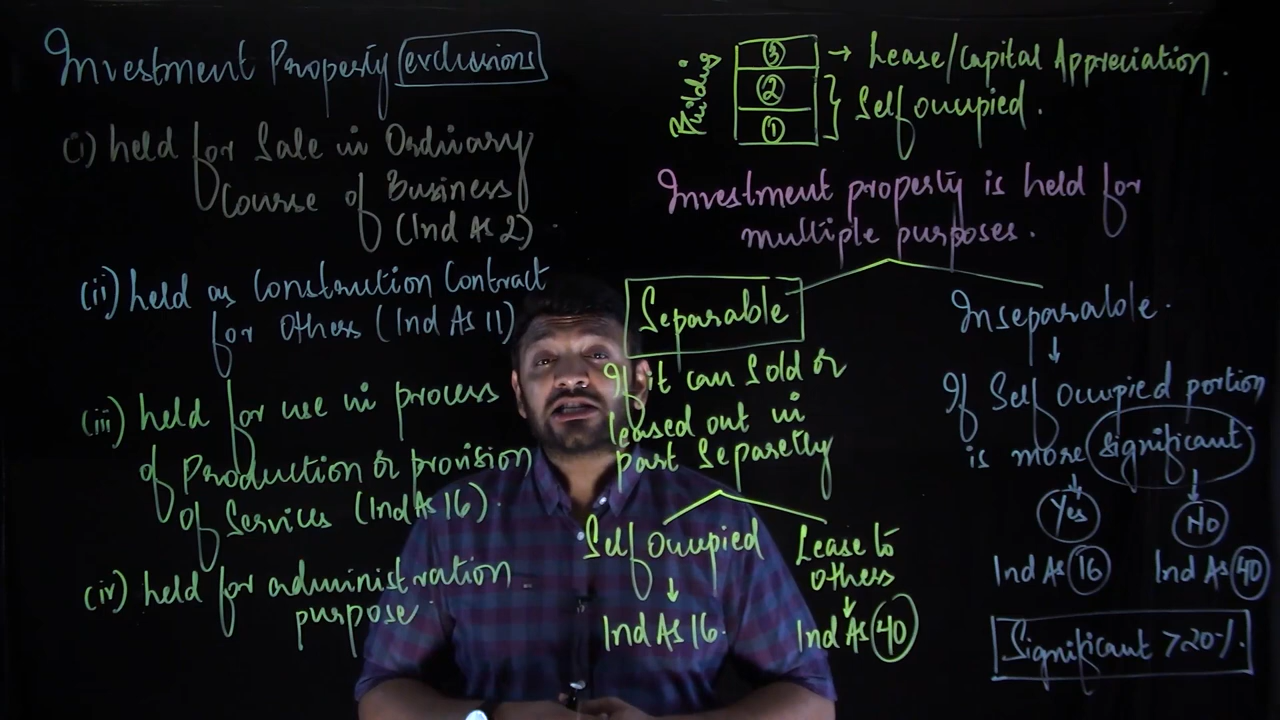 Investment Property exclusions
(i) held for Sale in Ordinary
Course of Business
(Ind As 2)
(ii) held as Construction Contract
for others (Ind As 11)
(iii) held for use in process
of Production or provision
of Services (Ind As 16)
(iv) held for administration
purpose
Building
③ → Lease/Capital Appreciation.
②
① } Self occupied.
Investment property is held for
multiple purposes.
Separable
If it can Sold or
leased out in
part Separetly
Self Occupied
↓
Ind As 16.
Lease to
others
↓
Ind As 40
Inseparable.
↓
If Self Occupied portion
is more significant
Yes
Ind As 16
No
Ind As 40
Significant >20%.